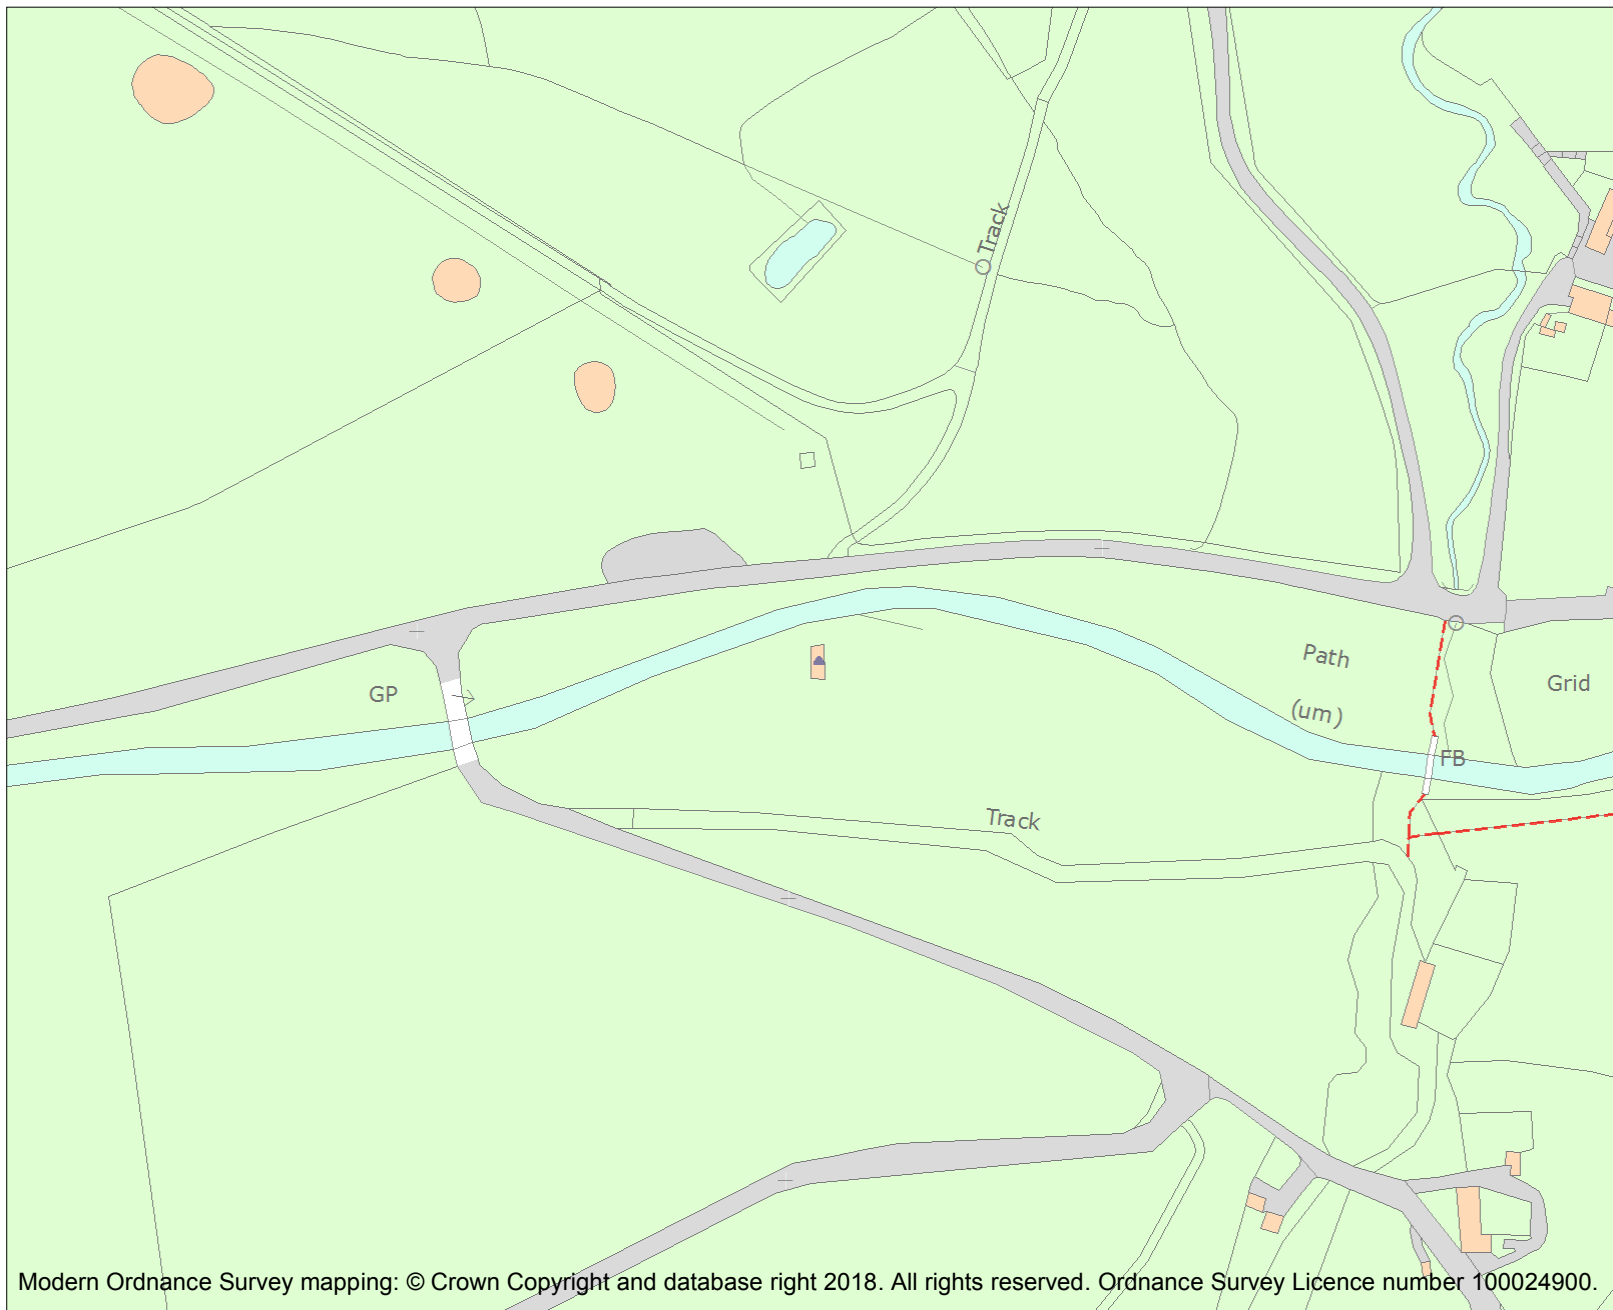 Track
Path
GP
Grid
(um)
FB
Track
Modern Ordnance Survey mapping: © Crown Copyright and database right 2018. All rights reserved. Ordnance Survey Licence number 100024900.